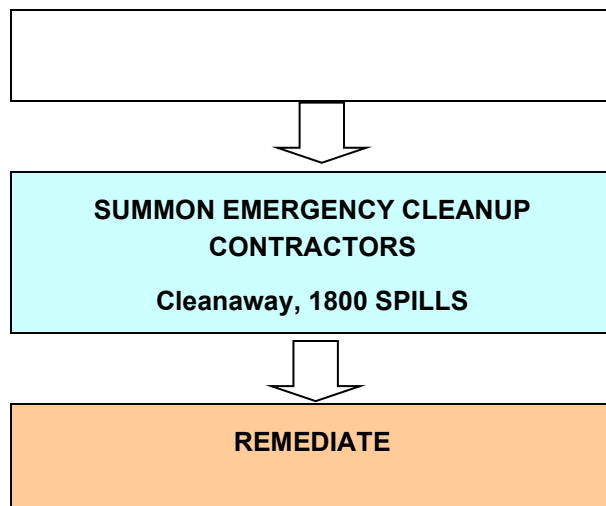 SUMMON EMERGENCY CLEANUP
CONTRACTORS
Cleanaway, 1800 SPILLS
REMEDIATE